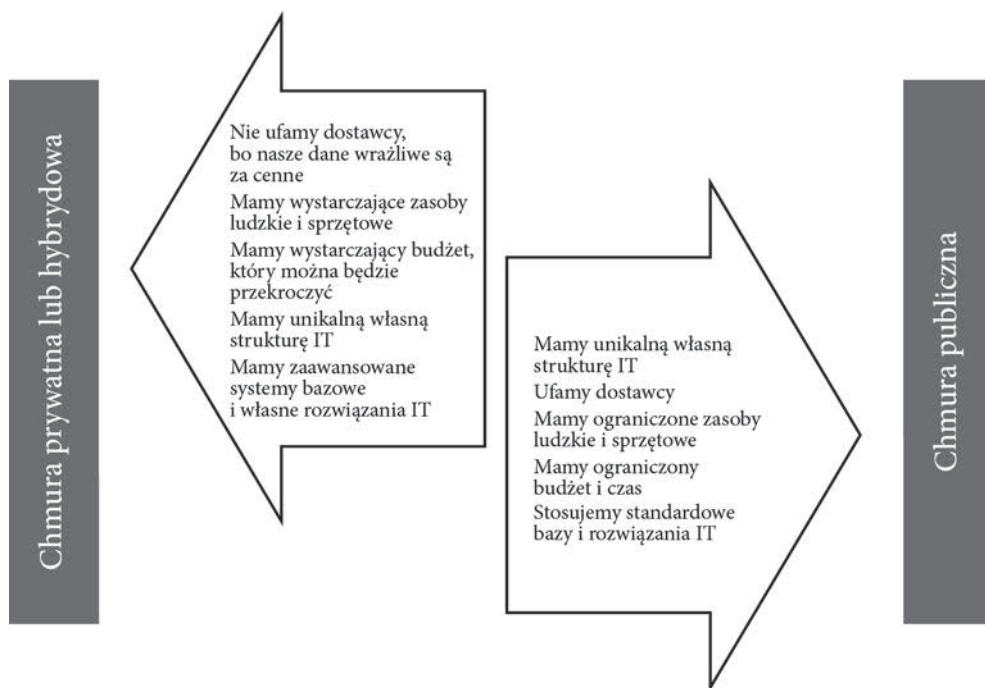 Chmura prywatna lub hybrydowa
Nie ufamy dostawcy,
bo nasze dane wrażliwe są
za cenne
Mamy wystarczające zasoby
ludzkie i sprzętowe
Mamy wystarczający budżet,
który można będzie
przekroczyć
Mamy unikalną własną
strukturę IT
Mamy zaawansowane
systemy bazowe
i własne rozwiązania IT
Mamy unikalną własną
strukturę IT
Ufamy dostawcy
Mamy ograniczone zasoby
ludzkie i sprzętowe
Mamy ograniczony
budżet i czas
Stosujemy standardowe
bazy i rozwiązania IT
Chmura publiczna